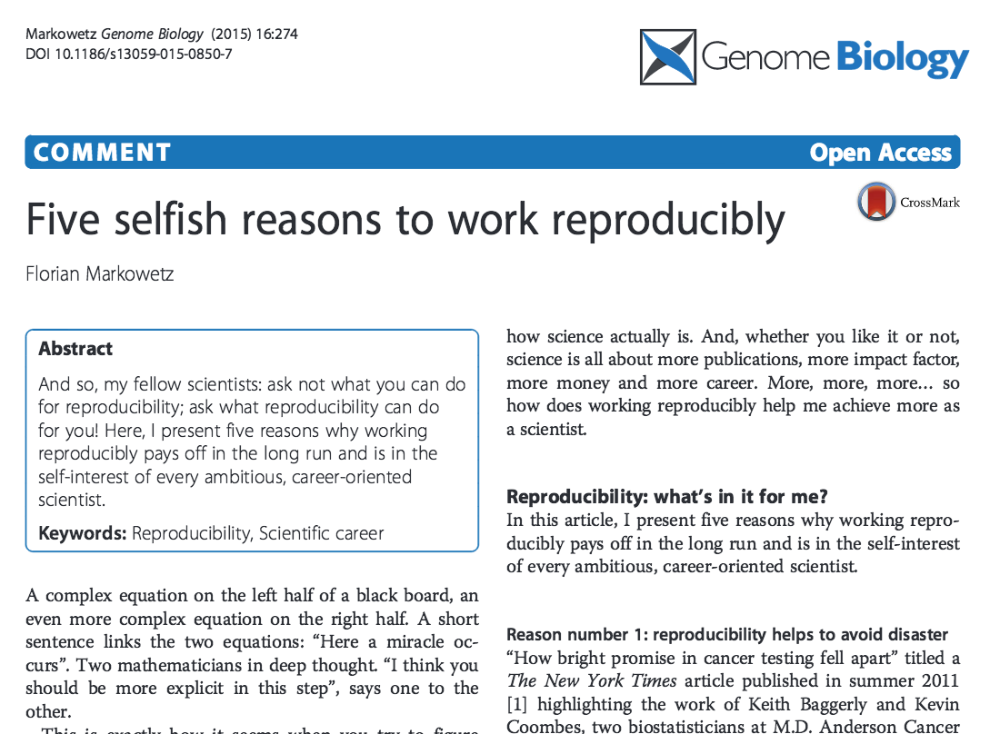 Markowetz Genome Biology (2015) 16:274
DOI 10.1186/s13059-015-0850-7
Genome Biology
COMMENT
Open Access
CrossMark
Five selfish reasons to work reproducibly
Florian Markowetz
Abstract
And so, my fellow scientists: ask not what you can do
for reproducibility; ask what reproducibility can do
for you! Here, I present five reasons why working
reproducibly pays off in the long run and is in the
self-interest of every ambitious, career-oriented
scientist.
Keywords: Reproducibility, Scientific career
A complex equation on the left half of a black board, an
even more complex equation on the right half. A short
sentence links the two equations: “Here a miracle oc-
curs”. Two mathematicians in deep thought. “I think you
should be more explicit in this step”, says one to the
other.
This is exactly how it seems when you try to figure
how science actually is. And, whether you like it or not,
science is all about more publications, more impact factor,
more money and more career. More, more, more… so
how does working reproducibly help me achieve more as
a scientist.
Reproducibility: what’s in it for me?
In this article, I present five reasons why working repro-
ducibly pays off in the long run and is in the self-interest
of every ambitious, career-oriented scientist.
Reason number 1: reproducibility helps to avoid disaster
“How bright promise in cancer testing fell apart” titled a
The New York Times article published in summer 2011
[1] highlighting the work of Keith Baggerly and Kevin
Coombes, two biostatisticians at M.D. Anderson Cancer